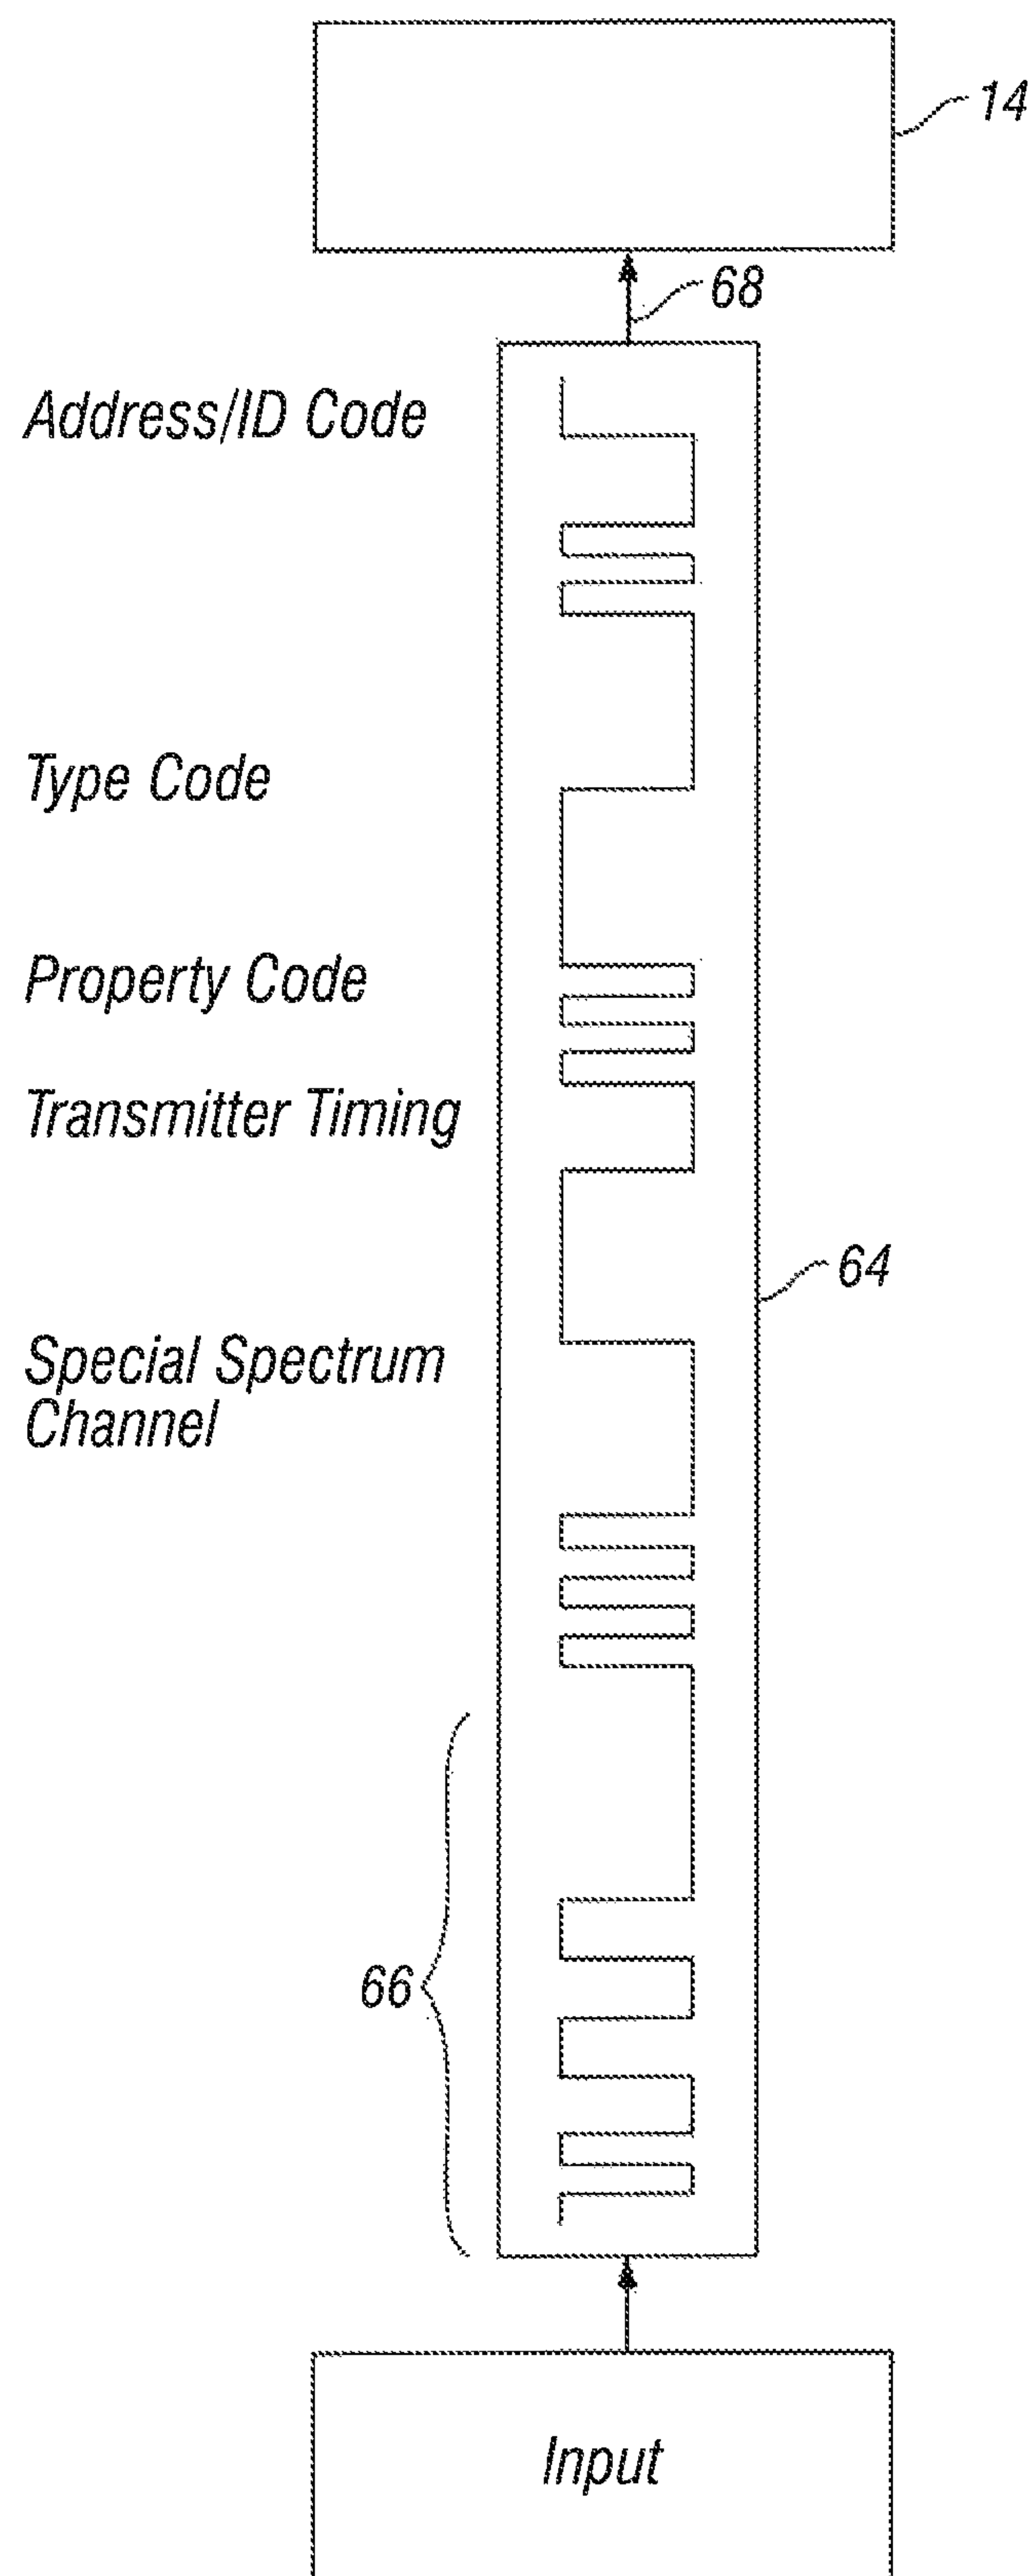 14
68
Address/ID Code
Type Code
Property Code
Transmitter Timing
64
Special Spectrum
Channel
66
Input